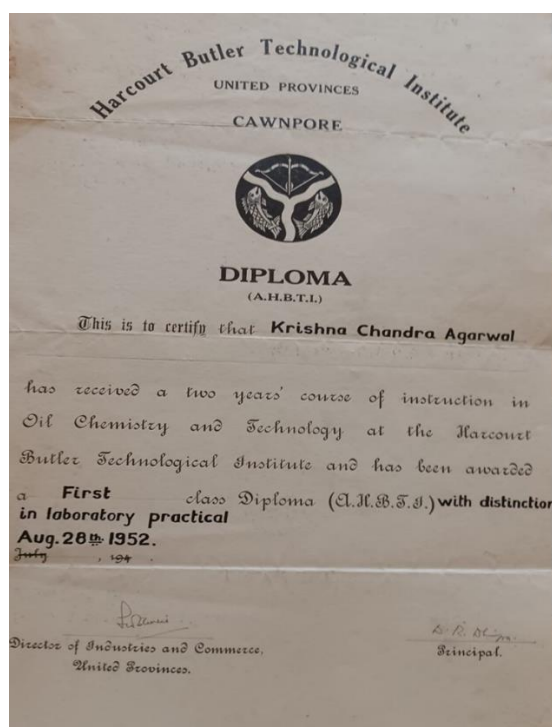 Harcourt Butler Technological Institute
UNITED PROVINCES
CAWNPORE
DIPLOMA
(A.H.B.T.I.)
This is to certify that Krishna Chandra Agarwal
has received a two years' course of instruction in
Oil Chemistry and Technology at the Harcourt
Butler Technological Institute and has been awarded
a First class Diploma (A.H.B.T.I.) with distinction
in laboratory practical
Aug. 28th 1952.
July , 194 .
Director of Industries and Commerce,
United Provinces.
Principal.